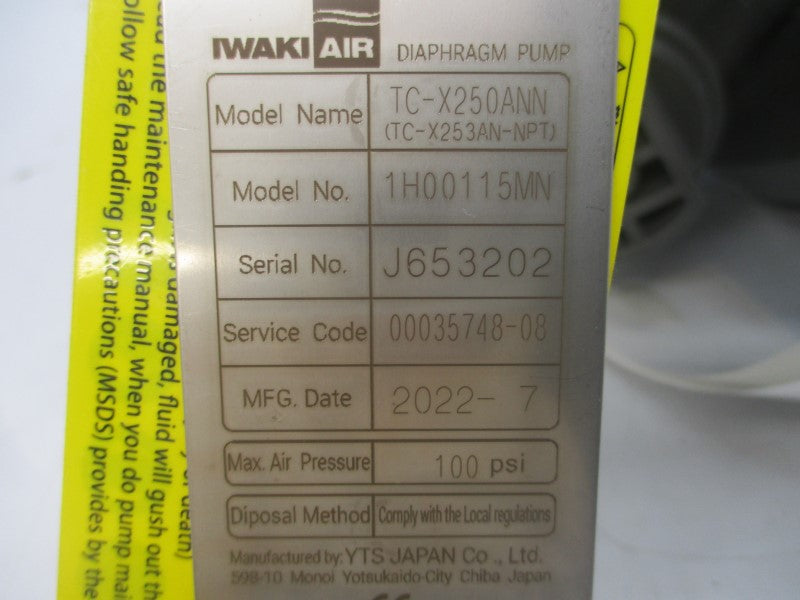 IWAKI AIR DIAPHRAGM PUMP
Model Name TC-X250ANN
(TC-X253AN-NPT)
Model No. 1H00115MN
Serial No. J653202
Service Code 00035748-08
MFG. Date 2022- 7
Max. Air Pressure 100 psi
Diposal Method Comply with the Local regulations
Manufactured by: YTS JAPAN Co., Ltd.
598-10 Monoi Yotsukaido-City Chiba Japan
the maintenance manual, when you do pump
ollow safe handing precautions (MSDS) provides by the
damaged, fluid will gush out
death)